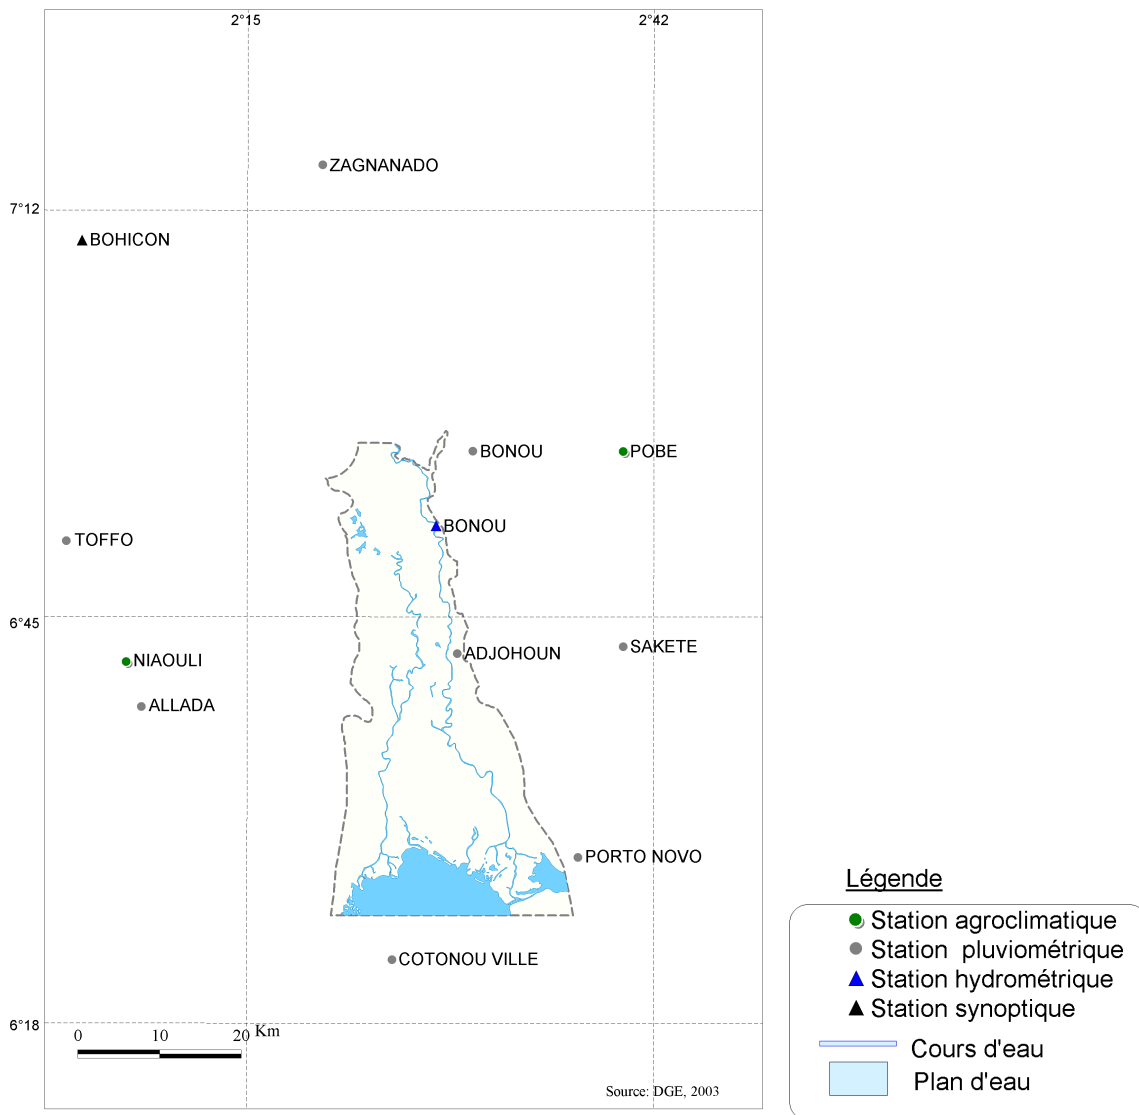 2°15 2°42
ZAGNANADO
7°12
BOHICON
BONOU POBE
BONOU
TOFFO
6°45
SAKETE
ADJOHOUN
NIAOULI
ALLADA
PORTO NOVO
Légende
Station agroclimatique
Station pluviométrique
COTONOU VILLE
Station hydrométrique
Station synoptique
6°18
0 10 20 Km
Cours d'eau
Plan d'eau
Source: DGE, 2003